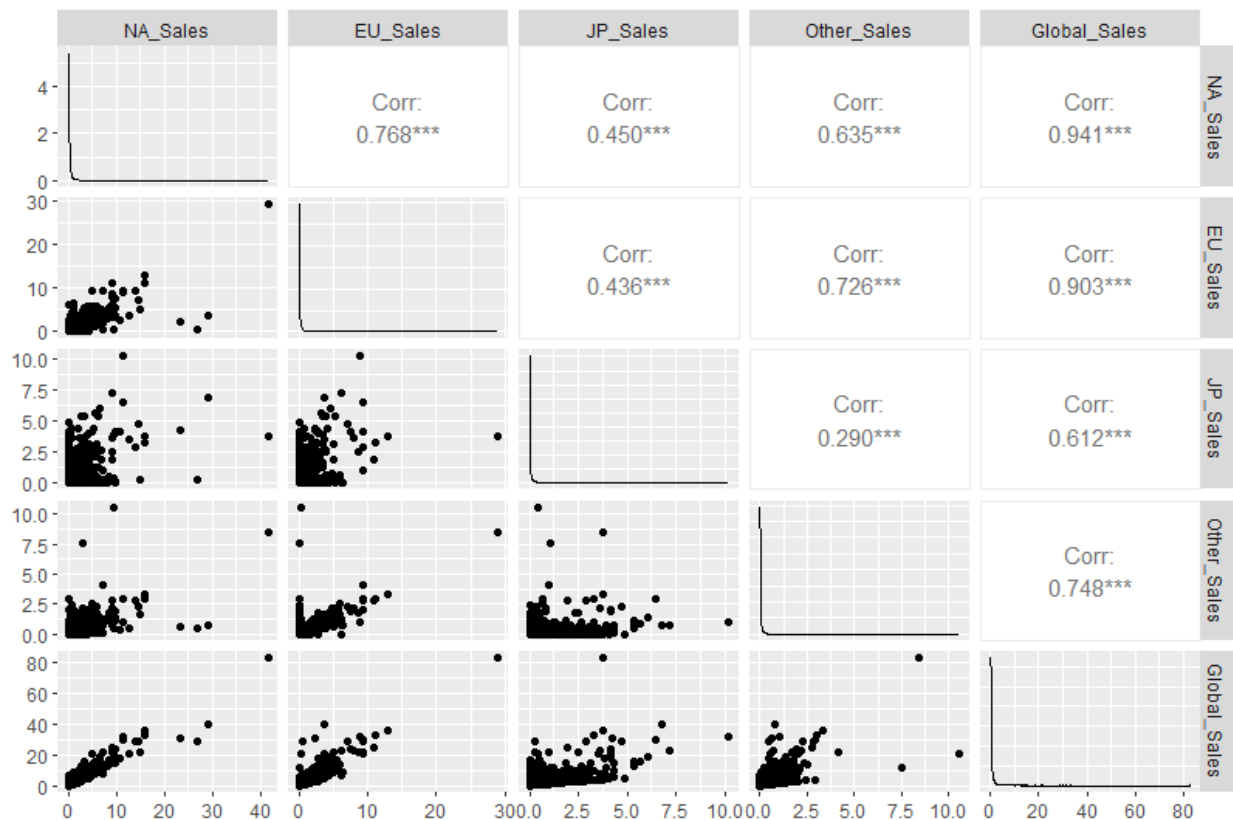 NA_Sales EU_Sales JP_Sales Other_Sales Global_Sales
4
2
0
Corr:
0.768***
Corr:
0.450***
Corr:
0.635***
Corr:
0.941***
NA_Sales
30
20
10
0
Corr:
0.436***
Corr:
0.726***
Corr:
0.903***
EU_Sales
10.0
7.5
5.0
2.5
0.0
Corr:
0.290***
Corr:
0.612***
JP_Sales
10.0
7.5
5.0
2.5
0.0
Corr:
0.748***
Other_Sales
80
60
40
20
0
Global_Sales
0 10 20 30 40 0 10 20 30 0.0 2.5 5.0 7.5 10.0 0.0 2.5 5.0 7.5 10.0 0 20 40 60 80